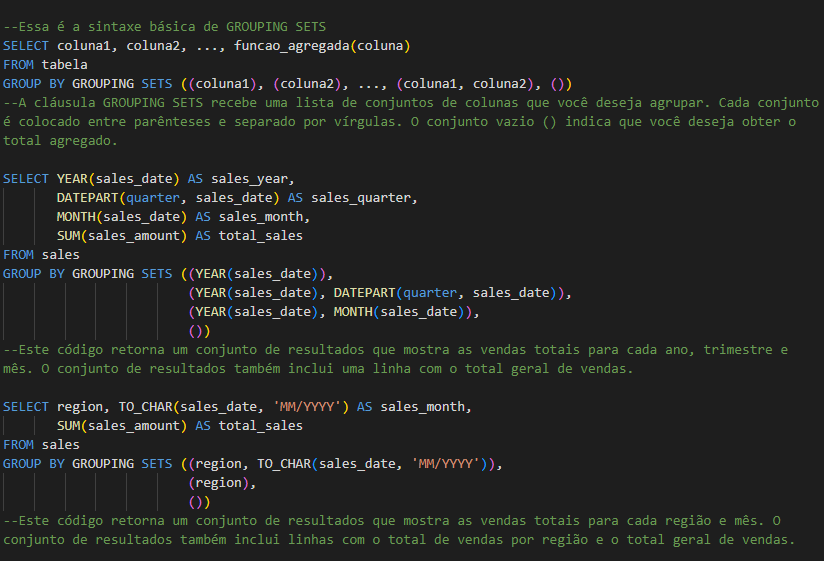 --Essa é a sintaxe básica de GROUPING SETS
SELECT coluna1, coluna2, ..., funcao_agregada(coluna)
FROM tabela
GROUP BY GROUPING SETS ((coluna1), (coluna2), ..., (coluna1, coluna2), ())
--A cláusula GROUPING SETS recebe uma lista de conjuntos de colunas que você deseja agrupar. Cada conjunto
é colocado entre parênteses e separado por vírgulas. O conjunto vazio () indica que você deseja obter o
total agregado.

SELECT YEAR(sales_date) AS sales_year,
       DATEPART(quarter, sales_date) AS sales_quarter,
       MONTH(sales_date) AS sales_month,
       SUM(sales_amount) AS total_sales
FROM sales
GROUP BY GROUPING SETS ((YEAR(sales_date)),
                        (YEAR(sales_date), DATEPART(quarter, sales_date)),
                        (YEAR(sales_date), MONTH(sales_date)),
                        ())
--Este código retorna um conjunto de resultados que mostra as vendas totais para cada ano, trimestre e
mês. O conjunto de resultados também inclui uma linha com o total geral de vendas.

SELECT region, TO_CHAR(sales_date, 'MM/YYYY') AS sales_month,
       SUM(sales_amount) AS total_sales
FROM sales
GROUP BY GROUPING SETS ((region, TO_CHAR(sales_date, 'MM/YYYY')),
                        (region),
                        ())
--Este código retorna um conjunto de resultados que mostra as vendas totais para cada região e mês. O
conjunto de resultados também inclui linhas com o total de vendas por região e o total geral de vendas.